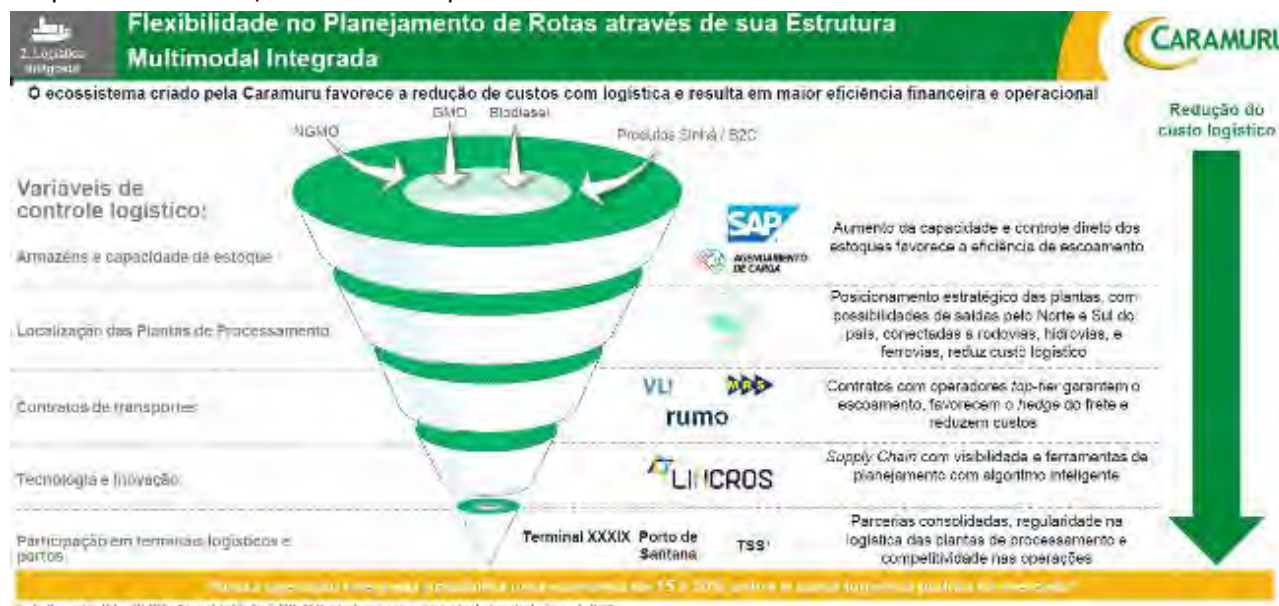 Flexibilidade no Planejamento de Rotas através de sua Estrutura
Multimodal Integrada
2. Logística
Integrada
CARAMURU
O ecossistema criado pela Caramuru favorece a redução de custos com logística e resulta em maior eficiência financeira e operacional
Redução do
custo logístico
NGMO
GMO
Biodiesel
Produtos Sinhá / B2C
Variáveis de
controle logístico:
Armazéns e capacidade de estoque
SAP
AGENDAMENTO
DE CARGA
Aumento da capacidade e controle direto dos
estoques favorece a eficiência de escoamento
Localização das Plantas de Processamento
Posicionamento estratégico das plantas, com
possibilidades de saídas pelo Norte e Sul do
país, conectadas a rodovias, hidrovias, e
ferrovias, reduz custo logístico
Contratos de transportes
VLI
MRS
rumo
Contratos com operadores top-tier garantem o
escoamento, favorecem o hedge do frete e
reduzem custos
Tecnologia e Inovação
LINCROS
Supply Chain com visibilidade e ferramentas de
planejamento com algoritmo inteligente
Participação em terminais logísticos e
portos
Terminal XXXIX
Porto de
Santana
TSS¹
Parcerias consolidadas, regularidade na
logística das plantas de processamento e
competitividade nas operações